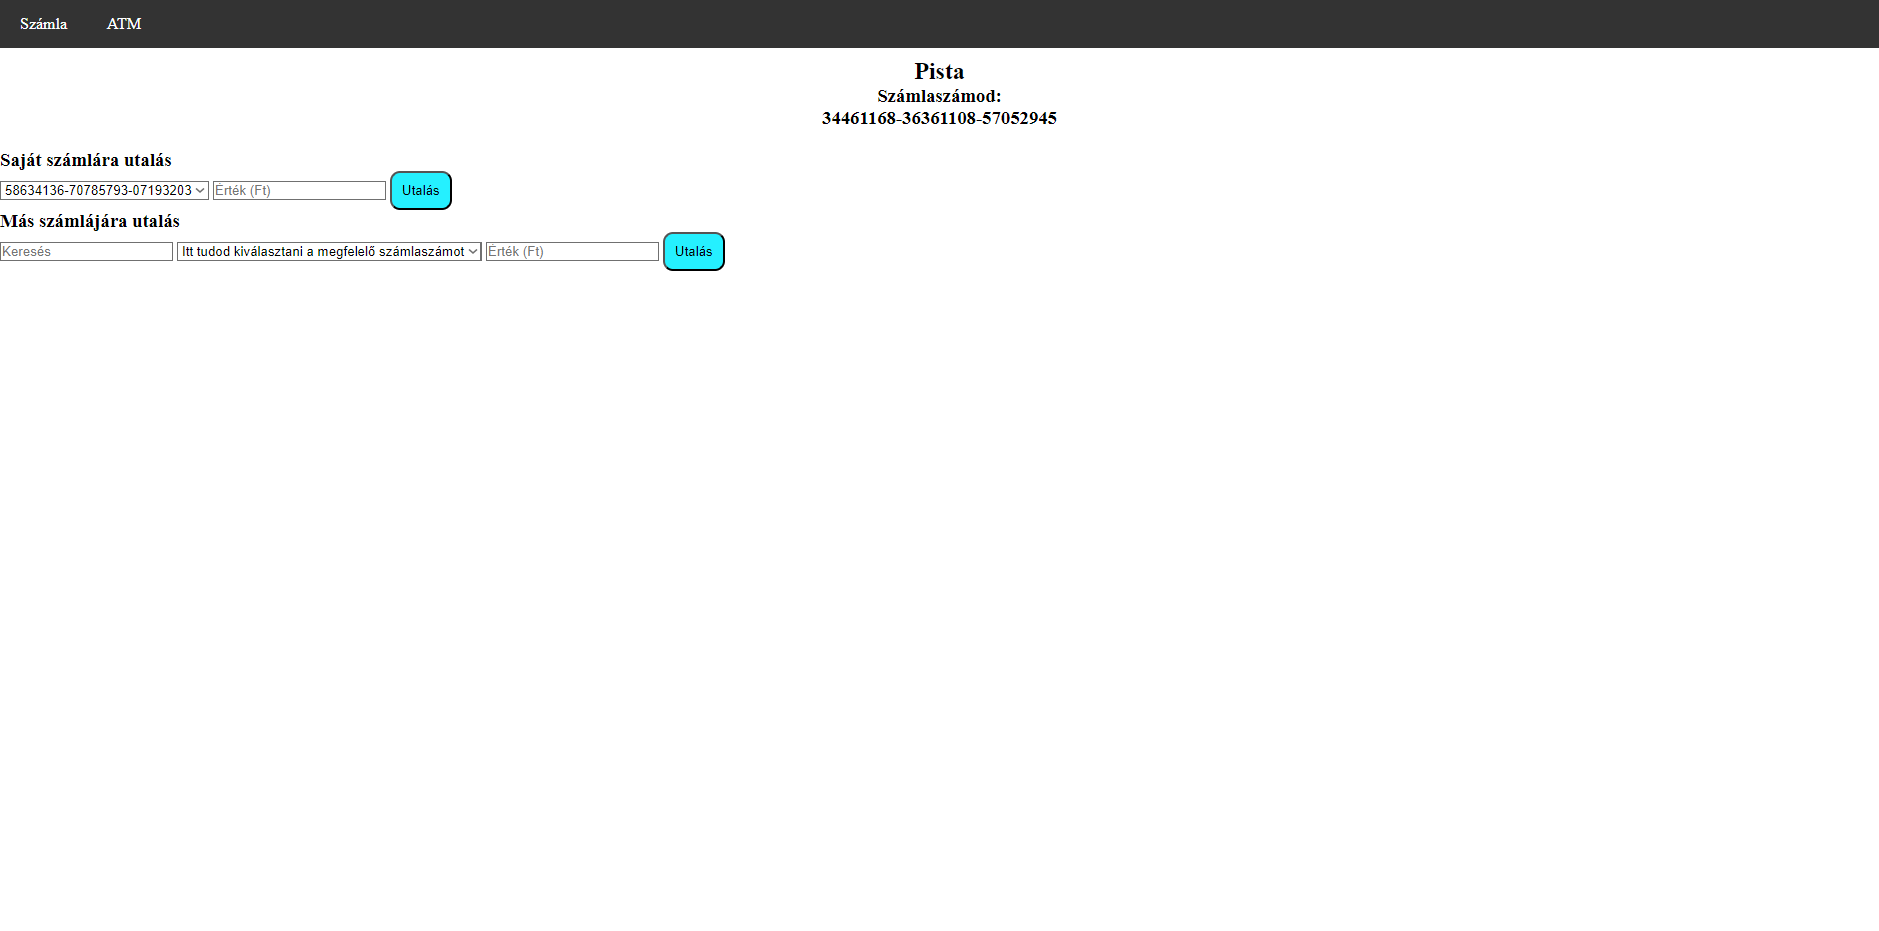 Számla ATM
Pista
Számlaszámod:
34461168-36361108-57052945
Saját számlára utalás
58634136-70785793-07193203 Érték (Ft) Utalás
Más számlájára utalás
Keresés Itt tudod kiválasztani a megfelelő számlaszámot Érték (Ft) Utalás